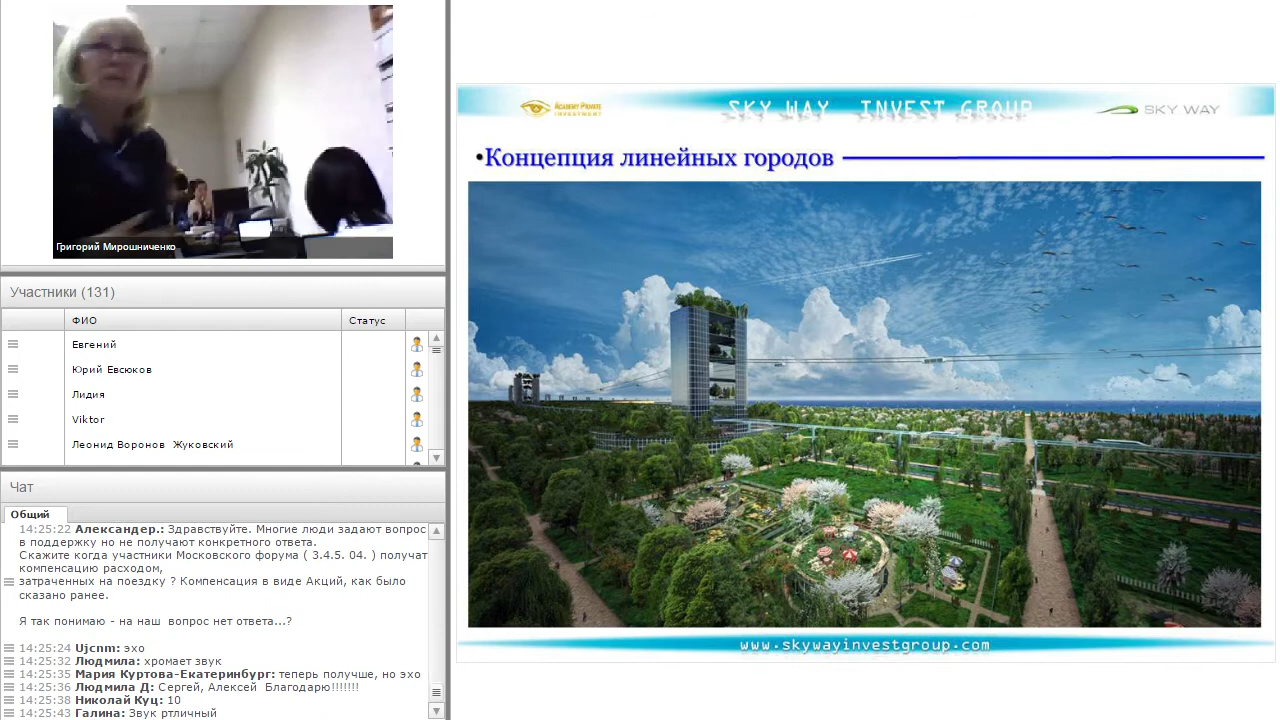 Григорий Мирошниченко
Участники (131)
ФИО Статус
Евгений
Юрий Евсюков
Лидия
Viktor
Леонид Воронов Жуковский
Чат
Общий
14:25:22 Александер.: Здравствуйте. Многие люди задают вопрос
в поддержку но не получают конкретного ответа.
Скажите когда участники Московского форума ( 3.4.5. 04. ) получат
компенсацию расходом,
затраченных на поездку ? Компенсация в виде Акций, как было
сказано ранее.
Я так понимаю - на наш вопрос нет ответа...?
14:25:24 Ujcnm: эхо
14:25:32 Людмила: хромает звук
14:25:35 Мария Куртова-Екатеринбург: теперь получше, но эхо
14:25:36 Людмила Д: Сергей, Алексей Благодарю!!!!!!!
14:25:38 Николай Куц: 10
14:25:43 Галина: Звук ртличный
ACADEMY PRIVATE
INVESTMENT
SKY WAY INVEST GROUP
SKY WAY
•Концепция линейных городов
www.skywayinvestgroup.com